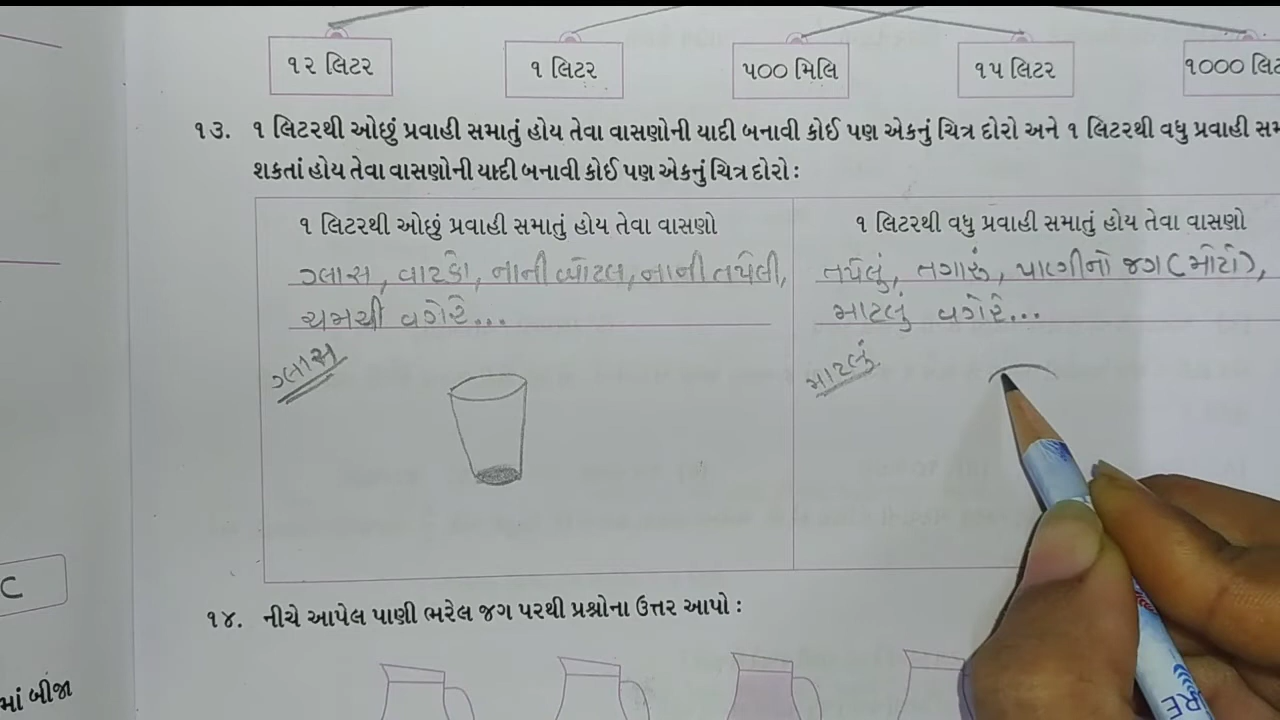 ૧૨ લિટર
૧ લિટર
૫૦૦ મિલિ
૧૫ લિટર
૧૦૦૦ લિટ
૧૩. ૧ લિટરથી ઓછું પ્રવાહી સમાતું હોય તેવા વાસણોની યાદી બનાવી કોઈ પણ એકનું ચિત્ર દોરો અને ૧ લિટરથી વધુ પ્રવાહી સમ
શકતાં હોય તેવા વાસણોની યાદી બનાવી કોઈ પણ એકનું ચિત્ર દોરો :
૧ લિટરથી ઓછું પ્રવાહી સમાતું હોય તેવા વાસણો
ગ્લાસ, વાટકો, નાની બોટલ, નાની તપેલી,
ચમચી વગેરે...
ગ્લાસ
૧ લિટરથી વધુ પ્રવાહી સમાતું હોય તેવા વાસણો
તપેલું, તગારું, પાણીનો જગ (મોટો),
માટલું વગેરે...
માટલું
૧૪. નીચે આપેલ પાણી ભરેલ જગ પરથી પ્રશ્નોના ઉત્તર આપો :
C
માં બીજા
RE